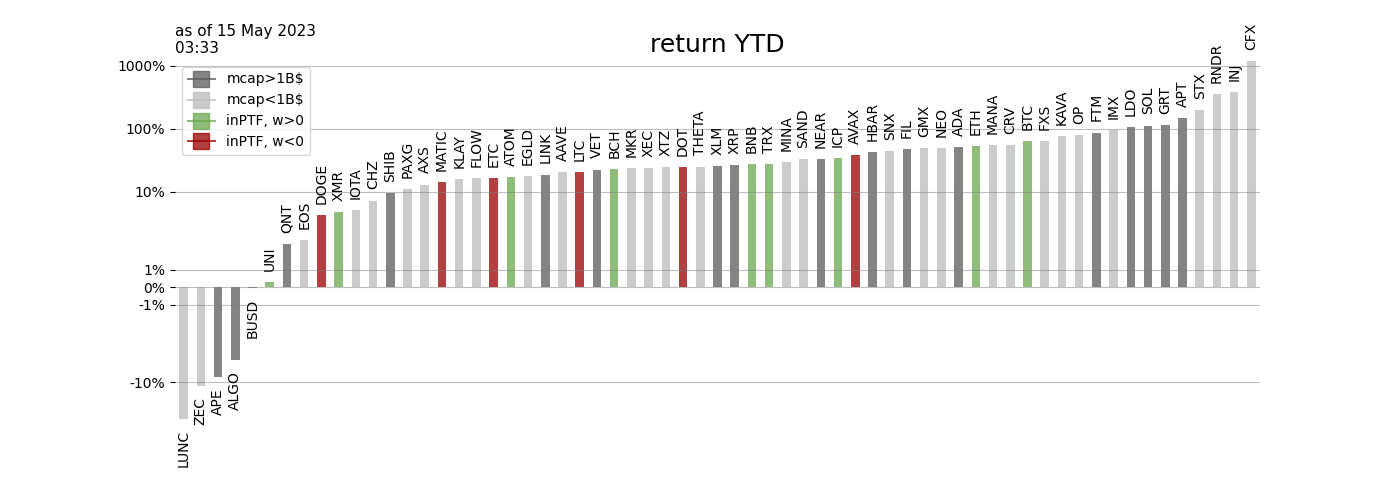 as of 15 May 2023
03:33
return YTD
mcap>1B$
mcap<1B$
inPTF, w>0
inPTF, w<0
1000%
100%
10%
1%
0%
-1%
-10%
LUNC
ZEC
APE
ALGO
BUSD
UNI
QNT
EOS
DOGE
XMR
IOTA
CHZ
SHIB
PAXG
AXS
MATIC
KLAY
FLOW
ETC
ATOM
EGLD
LINK
AAVE
LTC
VET
BCH
MKR
XEC
XTZ
DOT
THETA
XLM
XRP
BNB
TRX
MINA
SAND
NEAR
ICP
AVAX
HBAR
SNX
FIL
GMX
NEO
ADA
ETH
MANA
CRV
BTC
FXS
KAVA
OP
FTM
IMX
LDO
SOL
GRT
APT
STX
RNDR
INJ
CFX